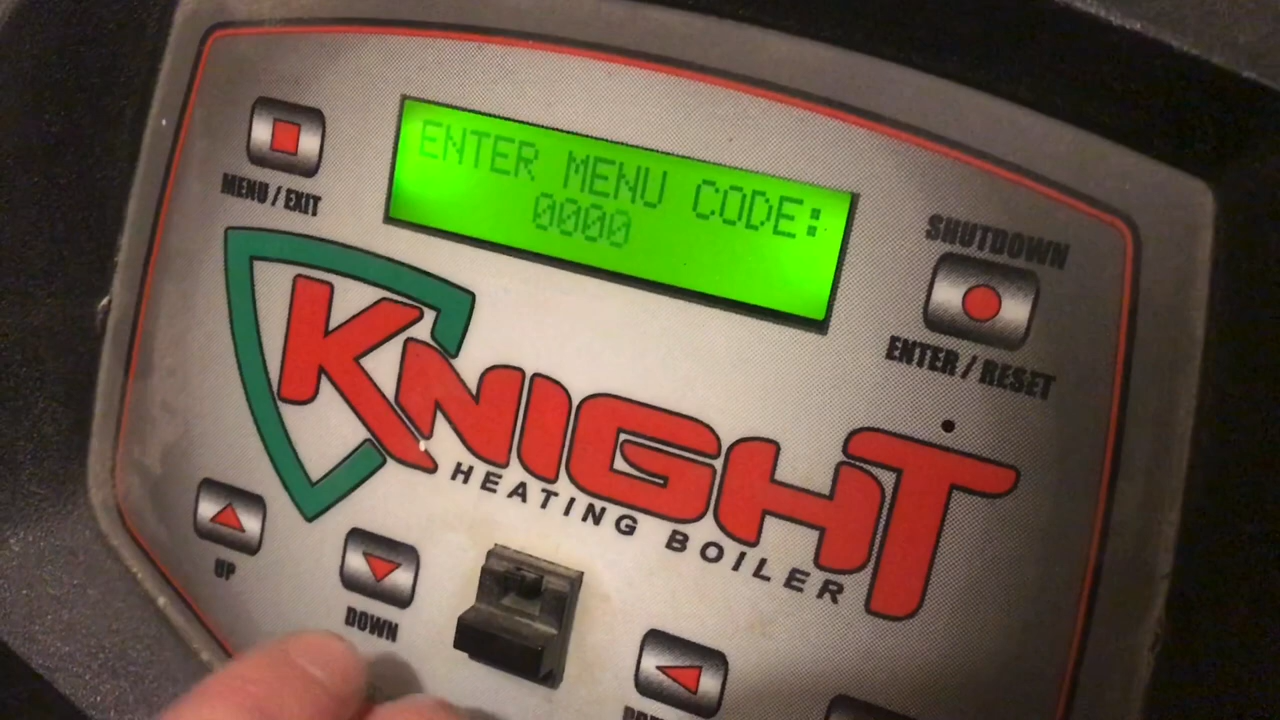 ENTER MENU CODE:
0000
MENU / EXIT
SHUTDOWN
ENTER / RESET
KNIGHT
HEATING BOILER
UP
DOWN